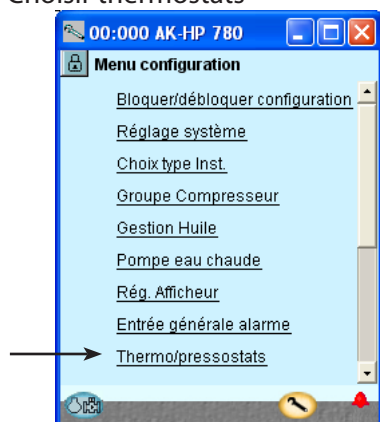 Choisir thermostats
00:000 AK-HP 780
Menu configuration
Bloquer/débloquer configuration
Réglage système
Choix type Inst.
Groupe Compresseur
Gestion Huile
Pompe eau chaude
Rég. Afficheur
Entrée générale alarme
Thermo/pressostats